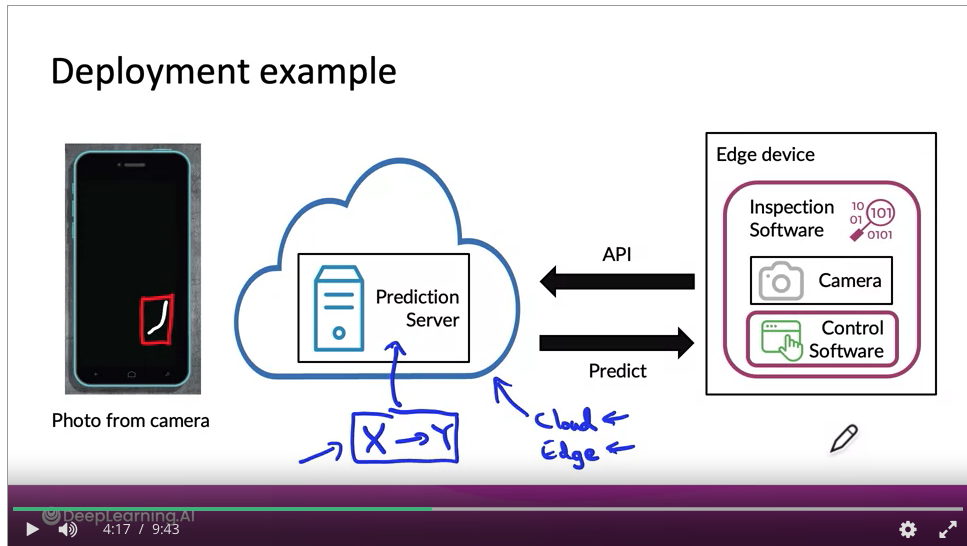 Deployment example
Photo from camera
Prediction
Server
X → Y
Cloud ←
Edge ←
API
Predict
Edge device
Inspection
Software
10
01
101
0101
Camera
Control
Software
DeepLearning.AI
4:17 / 9:43